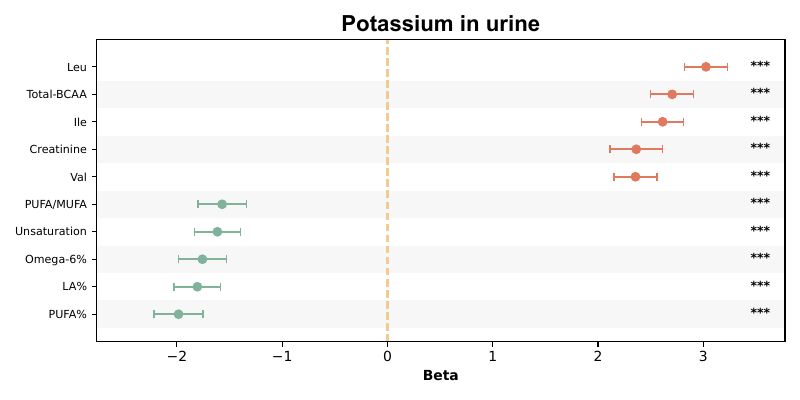 Potassium in urine
Leu ***
Total-BCAA ***
Ile ***
Creatinine ***
Val ***
PUFA/MUFA ***
Unsaturation ***
Omega-6% ***
LA% ***
PUFA% ***
−2 −1 0 1 2 3
Beta